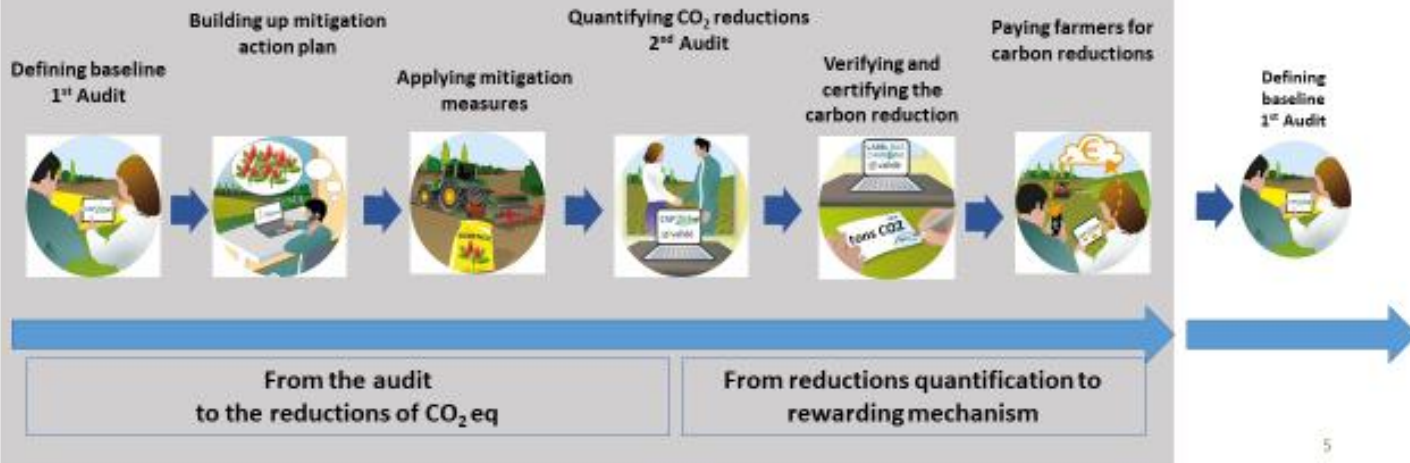 Defining baseline
1st Audit
Building up mitigation
action plan
Applying mitigation
measures
Quantifying CO2 reductions
2nd Audit
Verifying and
certifying the
carbon reduction
Paying farmers for
carbon reductions
Defining
baseline
1st Audit
tons CO2
From the audit
to the reductions of CO2 eq
From reductions quantification to
rewarding mechanism
5